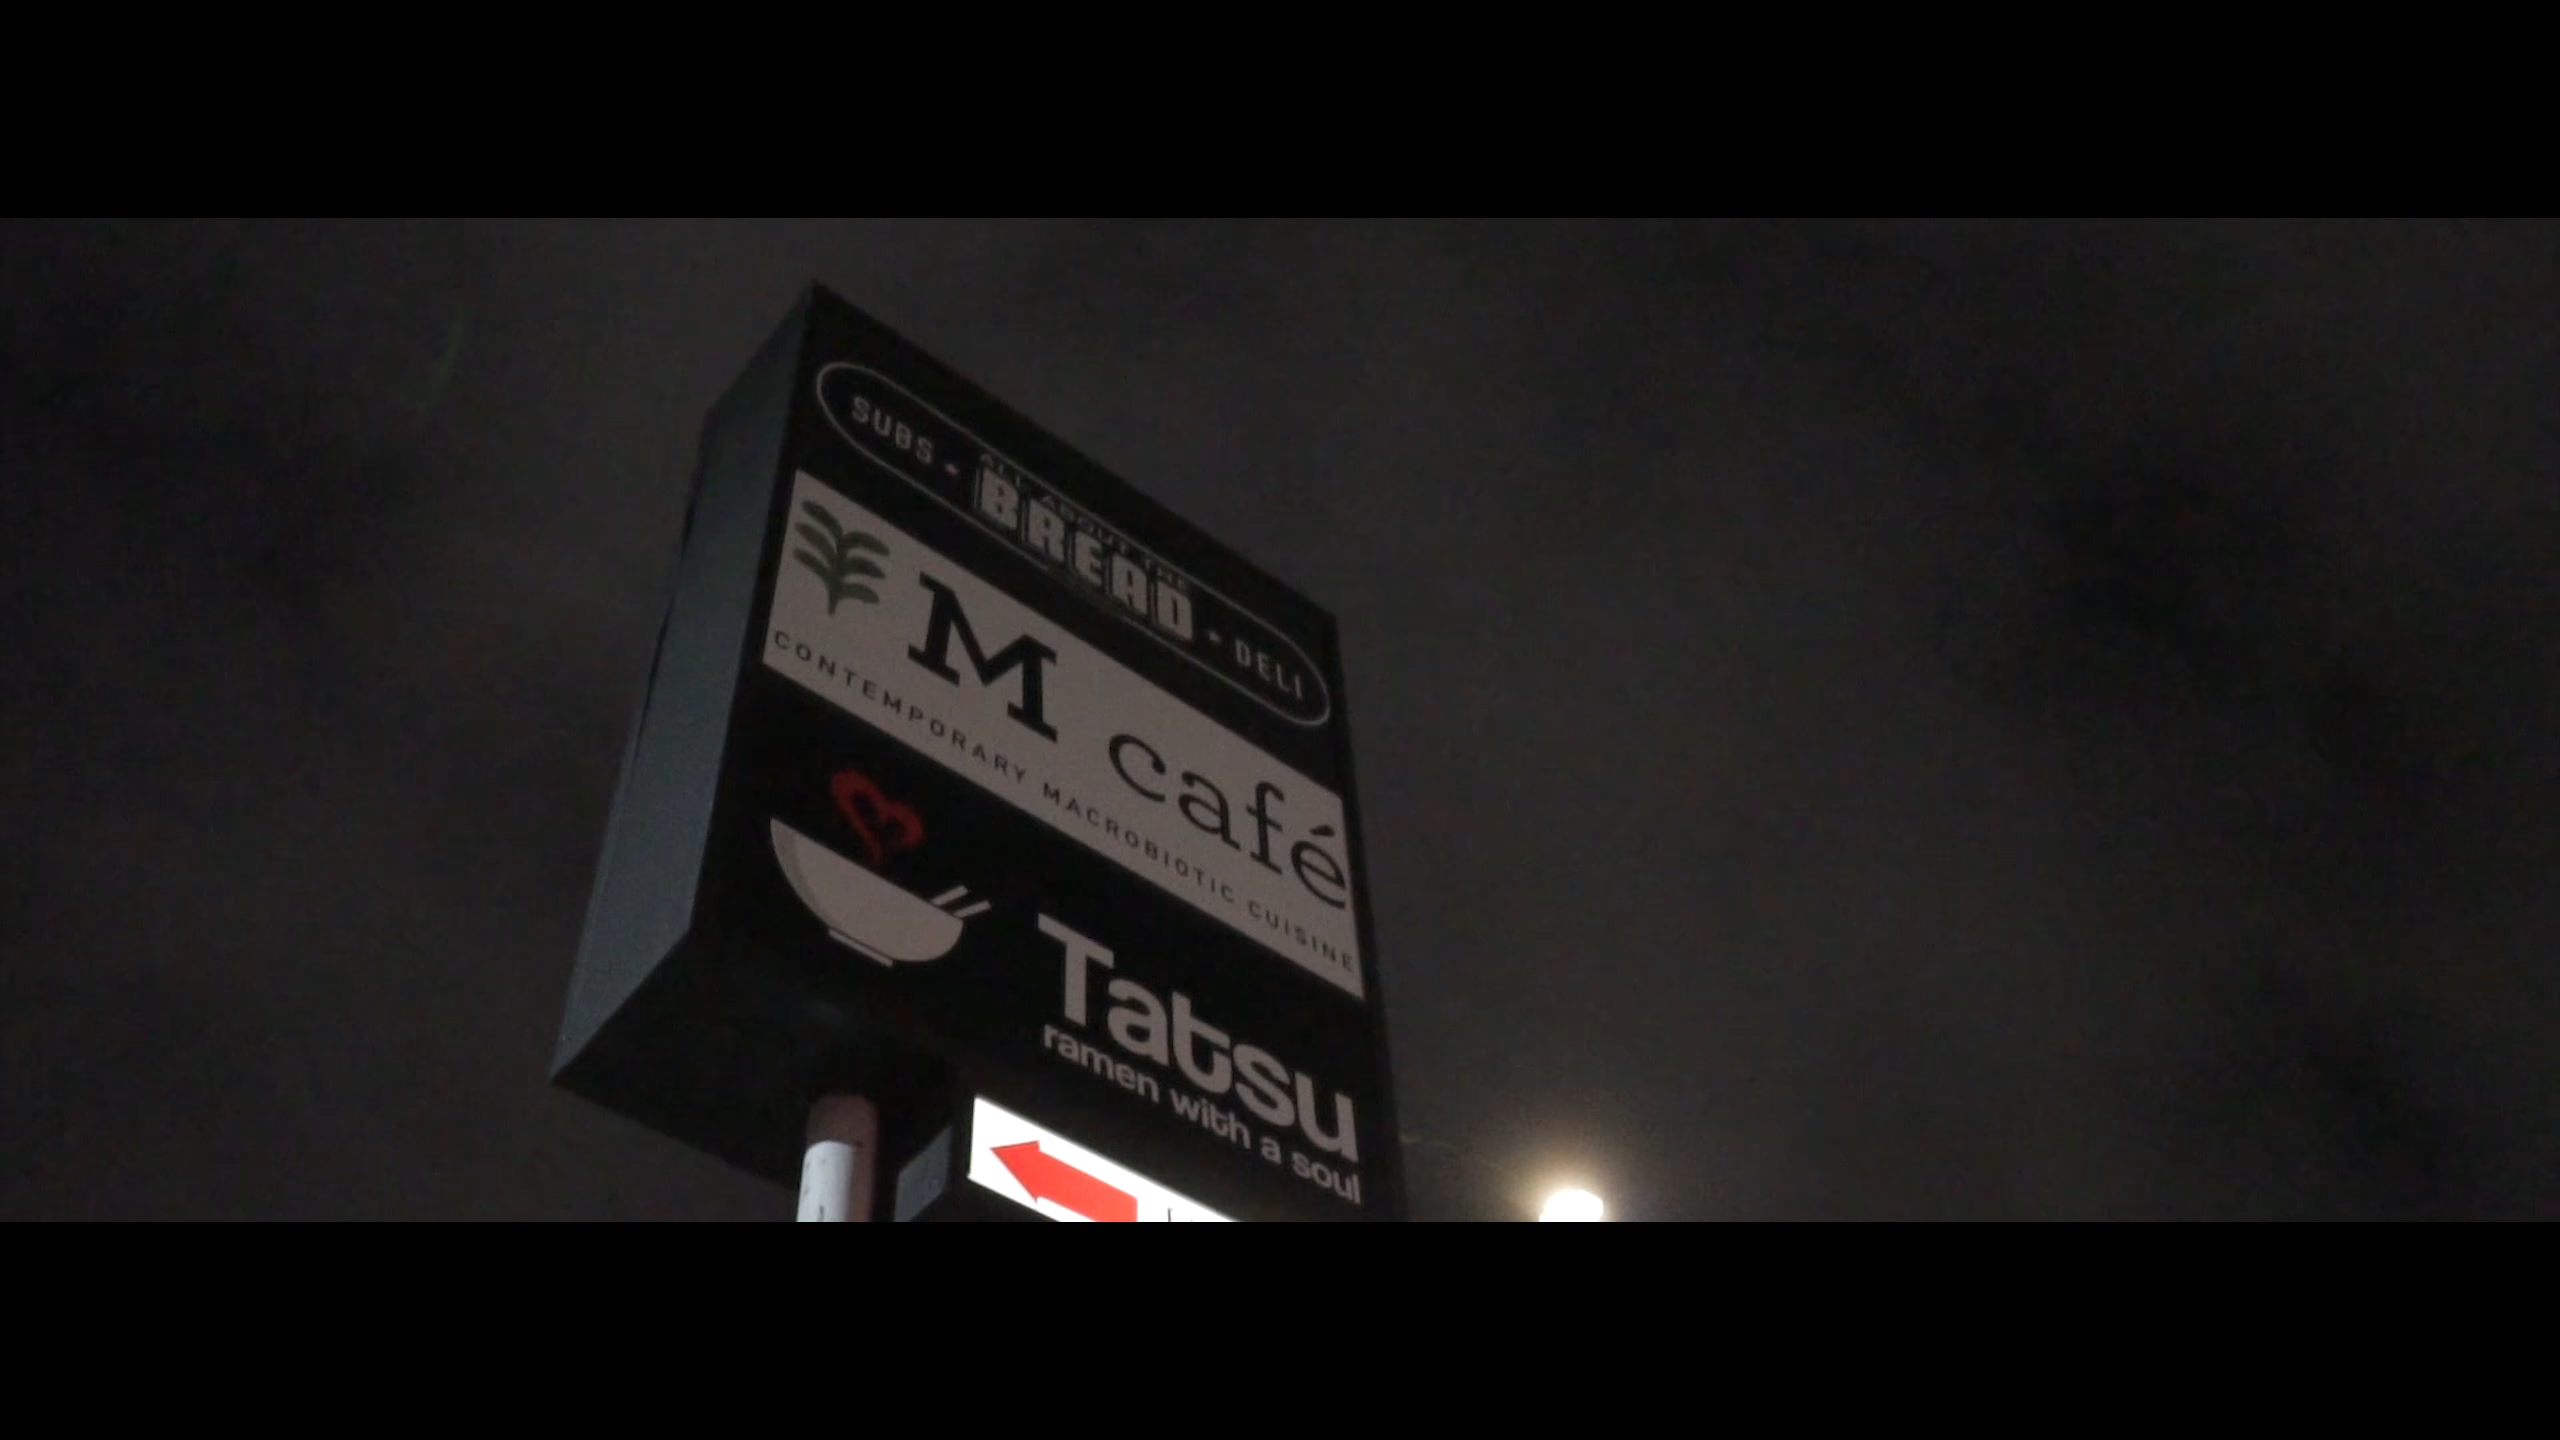 SUBS • ALL ABOUT THE BREAD • DELI
M café
CONTEMPORARY MACROBIOTIC CUISINE
Tatsu
ramen with a soul